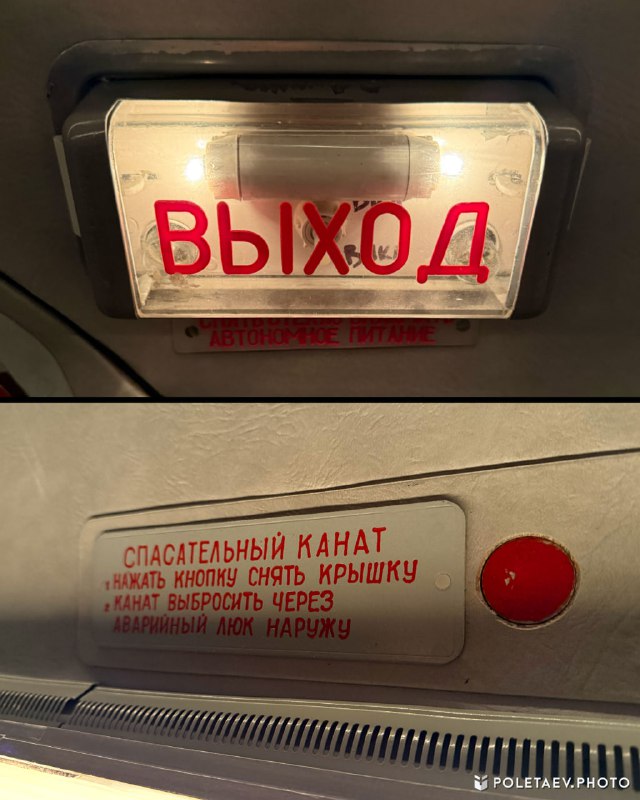 ВЫХОД
АВТОНОМНОЕ ПИТАНИЕ
СПАСАТЕЛЬНЫЙ КАНАТ
1 НАЖАТЬ КНОПКУ СНЯТЬ КРЫШКУ
2 КАНАТ ВЫБРОСИТЬ ЧЕРЕЗ
АВАРИЙНЫЙ ЛЮК НАРУЖУ
POLETAEV.PHOTO